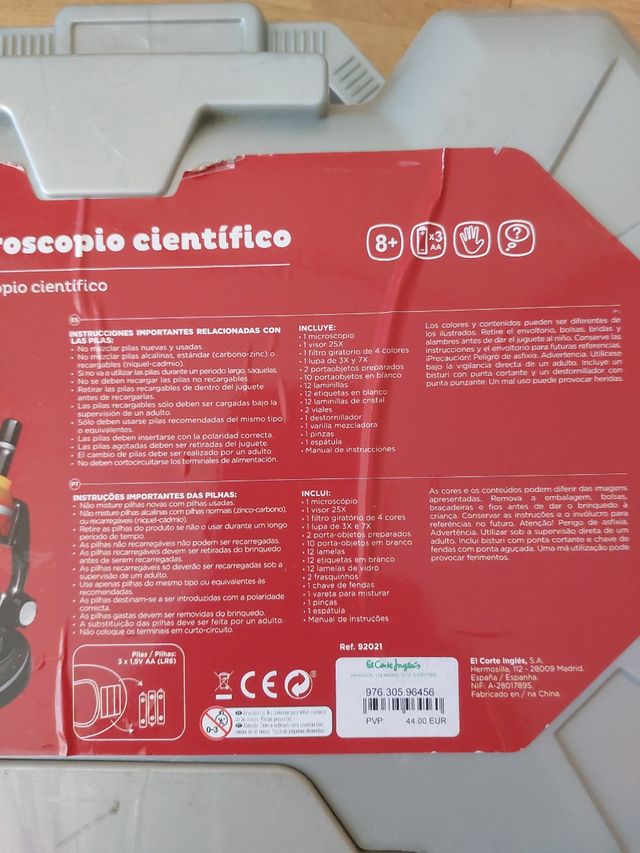 roscopio científico
8+
x3
AA
?
opio científico
ES
INSTRUCCIONES IMPORTANTES RELACIONADAS CON
LAS PILAS:
• No mezclar pilas nuevas y usadas.
• No mezclar pilas alcalinas, estándar (carbono-zinc) o
recargables (níquel-cadmio).
• Si no va a utilizar las pilas durante un periodo largo, sáquelas.
• No se deben recargar las pilas no recargables.
• Retirar las pilas recargables de dentro del juguete
antes de recargarlas.
• Las pilas recargables sólo deben ser cargadas bajo la
supervisión de un adulto.
• Sólo deben usarse pilas recomendadas del mismo tipo
o equivalentes.
• Las pilas deben insertarse con la polaridad correcta.
• Las pilas agotadas deben ser retiradas del juguete.
• El cambio de pilas debe ser realizado por un adulto.
• No deben cortocircuitarse los terminales de alimentación.
INCLUYE:
• 1 microscopio
• 1 visor 25X
• 1 filtro giratorio de 4 colores
• 1 lupa de 3X y 7X
• 2 portaobjetos preparados
• 10 portaobjetos en blanco
• 12 laminillas
• 12 etiquetas en blanco
• 12 laminillas de cristal
• 2 viales
• 1 destornillador
• 1 varilla mezcladora
• 1 pinzas
• 1 espátula
• Manual de instrucciones
Los colores y contenidos pueden ser diferentes de
los ilustrados. Retire el envoltorio, bolsas, bridas y
alambres antes de dar el juguete al niño. Conserve las
instrucciones y el envoltorio para futuras referencias.
¡Precaución! Peligro de asfixia. Advertencia. Utilícese
bajo la vigilancia directa de un adulto. Incluye un
bisturí con punta cortante y un destornillador con
punta punzante. Un mal uso puede provocar heridas.
PT
INSTRUÇÕES IMPORTANTES DAS PILHAS:
• Não misture pilhas novas com pilhas usadas.
• Não misture pilhas alcalinas com pilhas normais (zinco-carbono),
ou recarregáveis (níquel-cádmio).
• Retire as pilhas do produto se não o usar durante um longo
período de tempo.
• As pilhas não recarregáveis não podem ser recarregadas.
• As pilhas recarregáveis devem ser retiradas do brinquedo
antes de serem recarregadas.
• As pilhas recarregáveis só deverão ser recarregadas sob a
supervisão de um adulto.
• Use apenas pilhas do mesmo tipo ou equivalentes às
recomendadas.
• As pilhas destinam-se a ser introduzidas com a polaridade
correcta.
• As pilhas gastas devem ser removidas do brinquedo.
• A substituição das pilhas deve ser feita por um adulto.
• Não coloque os terminais em curto-circuito.
INCLUI:
• 1 microscópio
• 1 visor 25X
• 1 filtro giratório de 4 cores
• 1 lupa de 3X e 7X
• 2 porta-objetos preparados
• 10 porta-objetos em branco
• 12 lamelas
• 12 etiquetas em branco
• 12 lamelas de vidro
• 2 frasquinhos
• 1 chave de fendas
• 1 vareta para misturar
• 1 pinças
• 1 espátula
• Manual de instruções
As cores e os conteúdos podem diferir das imagens
apresentadas. Remova a embalagem, bolsas,
braçadeiras e fios antes de dar o brinquedo à
criança. Conservar as instruções e o invólucro para
referências no futuro. Atenção! Perigo de asfixia.
Advertência. Utilizar sob a supervisão direta de um
adulto. Inclui bisturi com ponta cortante e chave de
fendas com ponta aguçada. Uma má utilização pode
provocar ferimentos.
Pilas / Pilhas:
3 x 1,5V AA (LR6)
CE
0-3
Ref. 92021
El Corte Inglés
976.305.96456
PVP: 44.00 EUR
El Corte Inglés, S.A.
Hermosilla, 112 - 28009 Madrid.
España / Espanha.
NIF: A-28017895.
Fabricado en / na China.